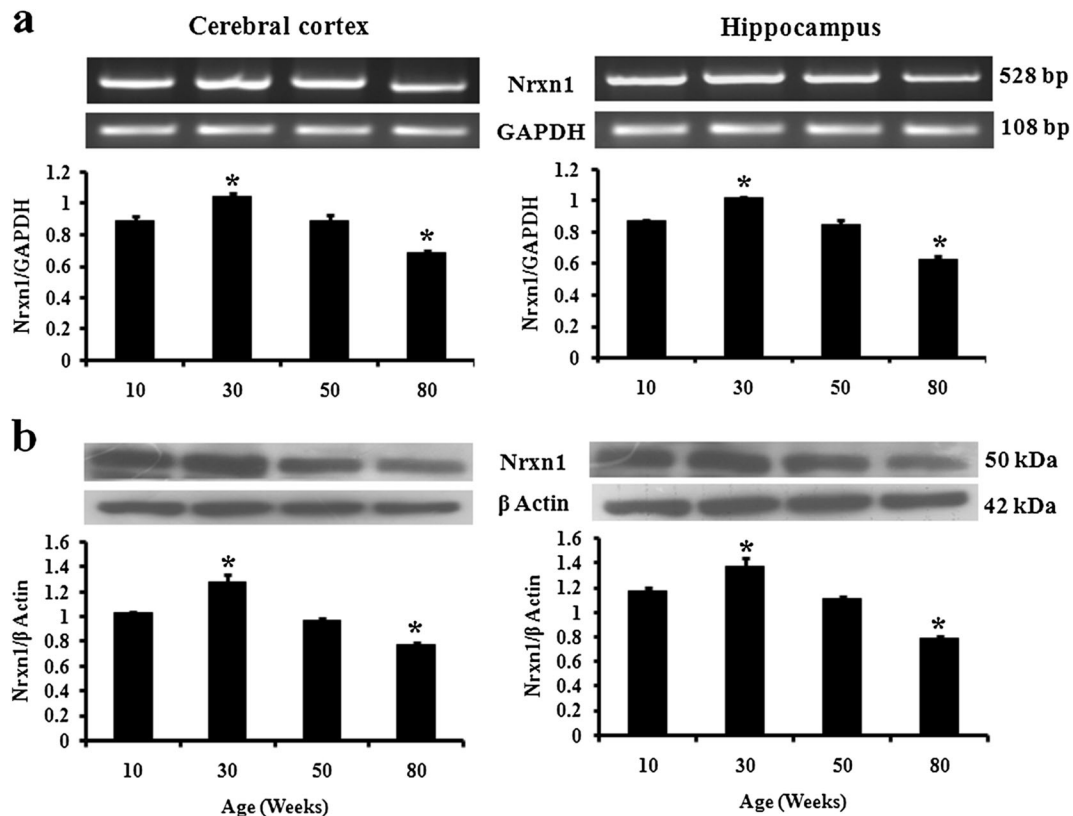 a
Cerebral cortex
Hippocampus
Nrxn1
528 bp
GAPDH
108 bp
Nrxn1/GAPDH
1.2
1
0.8
0.6
0.4
0.2
0
* *
10 30 50 80
Nrxn1/GAPDH
1.2
1
0.8
0.6
0.4
0.2
0
* *
10 30 50 80
b
Nrxn1
50 kDa
β Actin
42 kDa
Nrxn1/β Actin
1.6
1.4
1.2
1
0.8
0.6
0.4
0.2
0
* *
10 30 50 80
Age (Weeks)
Nrxn1/β Actin
1.6
1.4
1.2
1
0.8
0.6
0.4
0.2
0
* *
10 30 50 80
Age (Weeks)